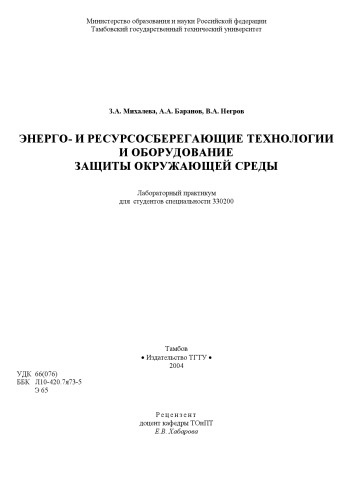 Министерство образования и науки Российской федерации
Тамбовский государственный технический университет
З.А. Михалева, А.А. Баранов, В.А. Негров
ЭНЕРГО- И РЕСУРСОСБЕРЕГАЮЩИЕ ТЕХНОЛОГИИ
И ОБОРУДОВАНИЕ
ЗАЩИТЫ ОКРУЖАЮЩЕЙ СРЕДЫ
Лабораторный практикум
для студентов специальности 330200
Тамбов
• Издательство ТГТУ •
2004
УДК 66(076)
ББК Л10-420.7я73-5
Э 65
Рецензент
доцент кафедры ТОиПТ
Е.В. Хабарова